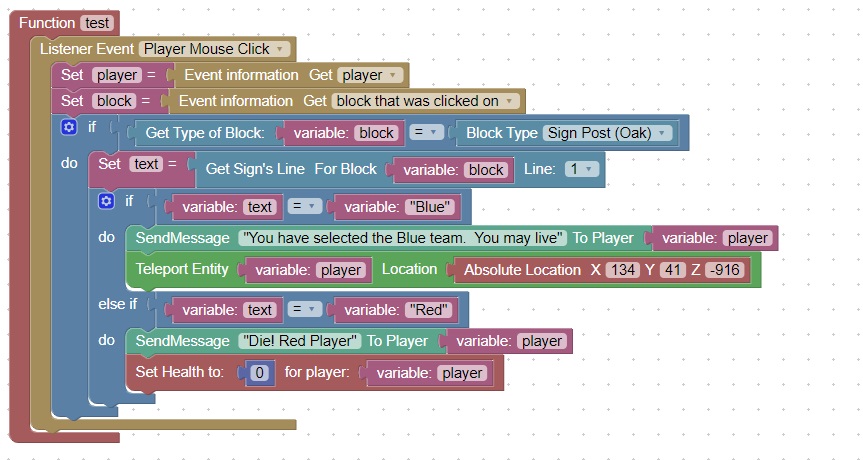 Function test
Listener Event Player Mouse Click
Set player = Event information Get player
Set block = Event information Get block that was clicked on
if Get Type of Block: variable: block = Block Type Sign Post (Oak)
do Set text = Get Sign's Line For Block variable: block Line: 1
if variable: text = variable: "Blue"
do SendMessage "You have selected the Blue team. You may live" To Player variable: player
Teleport Entity variable: player Location Absolute Location X 134 Y 41 Z -916
else if variable: text = variable: "Red"
do SendMessage "Die! Red Player" To Player variable: player
Set Health to: 0 for player: variable: player